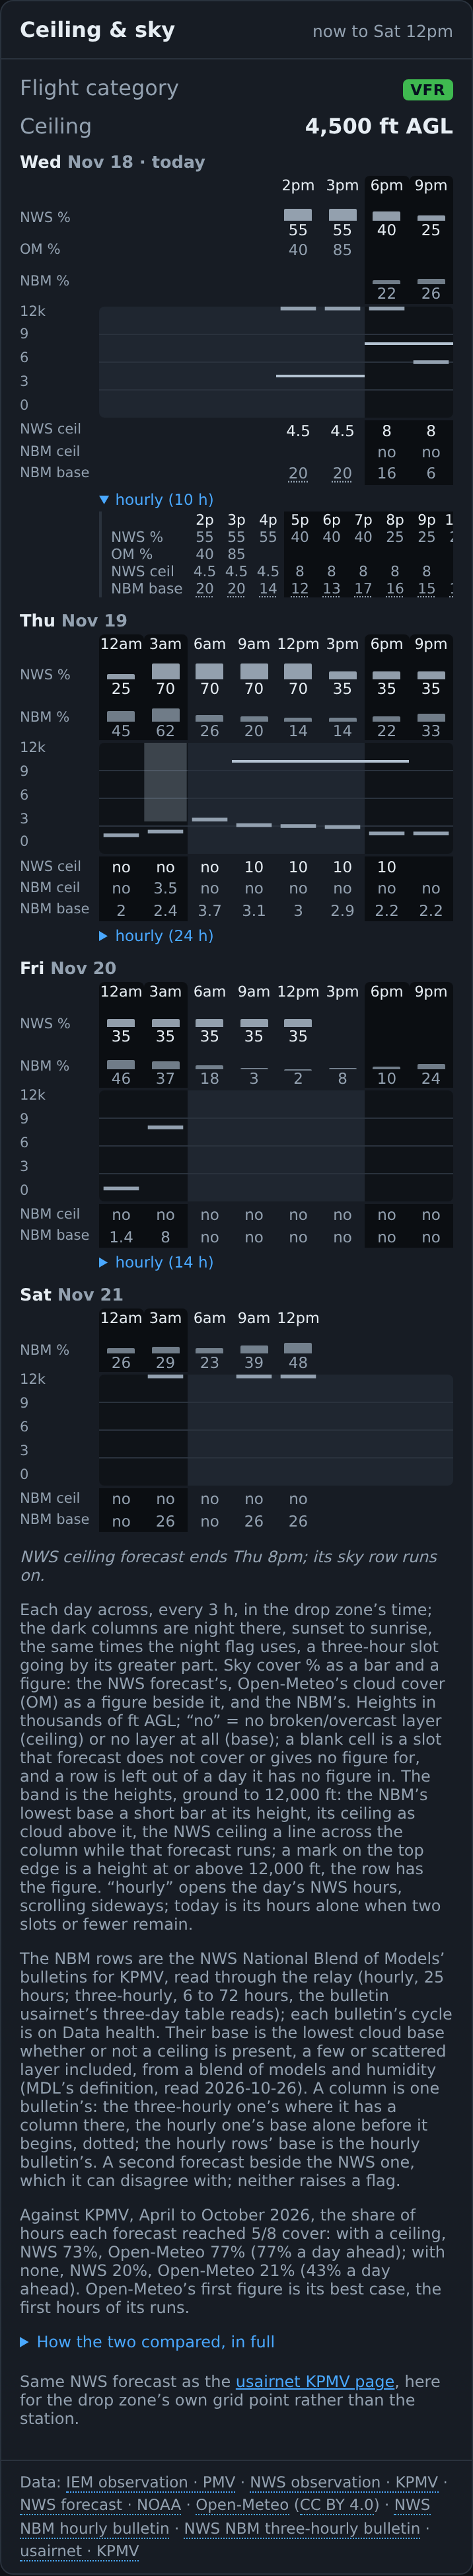 Ceiling & sky now to Sat 12pm
Flight category VFR
Ceiling 4,500 ft AGL
Wed Nov 18 · today
2pm 3pm 6pm 9pm
NWS % 55 55 40 25
OM % 40 85
NBM % 22 26
12k
9
6
3
0
NWS ceil 4.5 4.5 8 8
NBM ceil no no
NBM base 20 20 16 6
▼ hourly (10 h)
2p 3p 4p 5p 6p 7p 8p 9p 1
NWS % 55 55 55 40 40 40 25 25 2
OM % 40 85
NWS ceil 4.5 4.5 4.5 8 8 8 8 8
NBM base 20 20 14 12 13 17 16 15 1
Thu Nov 19
12am 3am 6am 9am 12pm 3pm 6pm 9pm
NWS % 25 70 70 70 70 35 35 35
NBM % 45 62 26 20 14 14 22 33
12k
9
6
3
0
NWS ceil no no no 10 10 10 10
NBM ceil no 3.5 no no no no no no
NBM base 2 2.4 3.7 3.1 3 2.9 2.2 2.2
▶ hourly (24 h)
Fri Nov 20
12am 3am 6am 9am 12pm 3pm 6pm 9pm
NWS % 35 35 35 35 35
NBM % 46 37 18 3 2 8 10 24
12k
9
6
3
0
NBM ceil no no no no no no no no
NBM base 1.4 8 no no no no no no
▶ hourly (14 h)
Sat Nov 21
12am 3am 6am 9am 12pm
NBM % 26 29 23 39 48
12k
9
6
3
0
NBM ceil no no no no no
NBM base no 26 no 26 26
NWS ceiling forecast ends Thu 8pm; its sky row runs
on.
Each day across, every 3 h, in the drop zone’s time;
the dark columns are night there, sunset to sunrise,
the same times the night flag uses, a three-hour slot
going by its greater part. Sky cover % as a bar and a
figure: the NWS forecast’s, Open-Meteo’s cloud cover
(OM) as a figure beside it, and the NBM’s. Heights in
thousands of ft AGL; “no” = no broken/overcast layer
(ceiling) or no layer at all (base); a blank cell is a slot
that forecast does not cover or gives no figure for,
and a row is left out of a day it has no figure in. The
band is the heights, ground to 12,000 ft: the NBM’s
lowest base a short bar at its height, its ceiling as
cloud above it, the NWS ceiling a line across the
column while that forecast runs; a mark on the top
edge is a height at or above 12,000 ft, the row has
the figure. “hourly” opens the day’s NWS hours,
scrolling sideways; today is its hours alone when two
slots or fewer remain.
The NBM rows are the NWS National Blend of Models’
bulletins for KPMV, read through the relay (hourly, 25
hours; three-hourly, 6 to 72 hours, the bulletin
usairnet’s three-day table reads); each bulletin’s cycle
is on Data health. Their base is the lowest cloud base
whether or not a ceiling is present, a few or scattered
layer included, from a blend of models and humidity
(MDL’s definition, read 2026-10-26). A column is one
bulletin’s: the three-hourly one’s where it has a
column there, the hourly one’s base alone before it
begins, dotted; the hourly rows’ base is the hourly
bulletin’s. A second forecast beside the NWS one,
which it can disagree with; neither raises a flag.
Against KPMV, April to October 2026, the share of
hours each forecast reached 5/8 cover: with a ceiling,
NWS 73%, Open-Meteo 77% (77% a day ahead); with
none, NWS 20%, Open-Meteo 21% (43% a day
ahead). Open-Meteo’s first figure is its best case, the
first hours of its runs.
▶ How the two compared, in full
Same NWS forecast as the usairnet KPMV page, here
for the drop zone’s own grid point rather than the
station.
Data: IEM observation · PMV · NWS observation · KPMV ·
NWS forecast · NOAA · Open-Meteo (CC BY 4.0) · NWS
NBM hourly bulletin · NWS NBM three-hourly bulletin ·
usairnet · KPMV